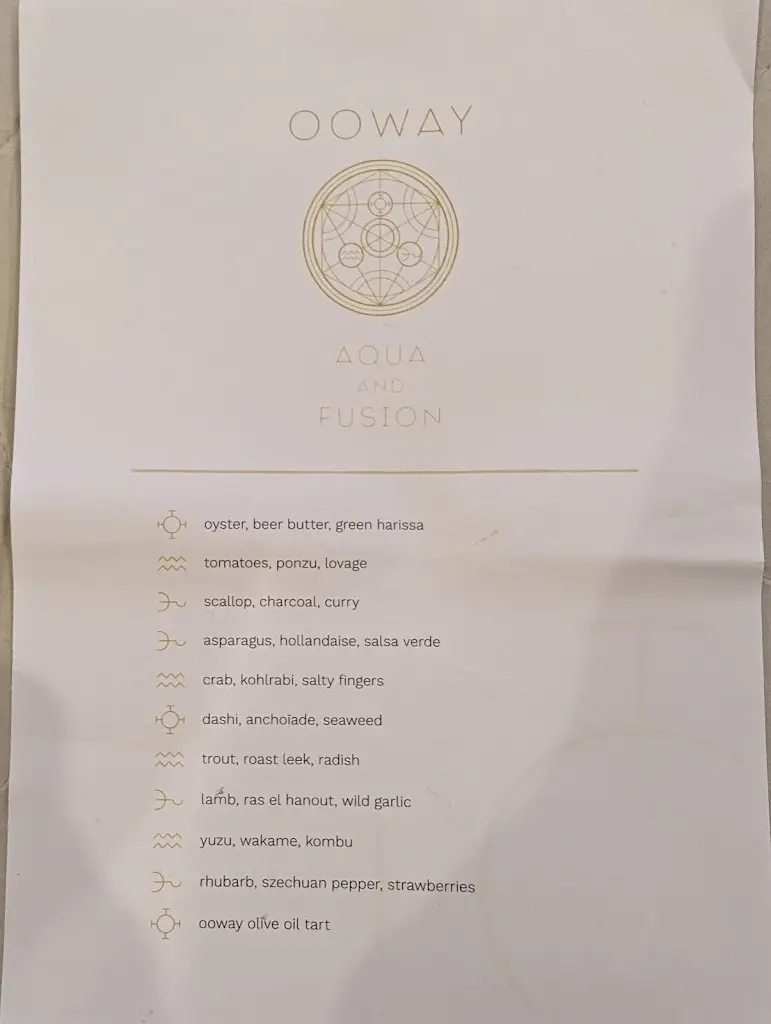 OOWAY
AQUA
AND
FUSION
oyster, beer butter, green harissa
tomatoes, ponzu, lovage
scallop, charcoal, curry
asparagus, hollandaise, salsa verde
crab, kohlrabi, salty fingers
dashi, anchoïade, seaweed
trout, roast leek, radish
lamb, ras el hanout, wild garlic
yuzu, wakame, kombu
rhubarb, szechuan pepper, strawberries
ooway olive oil tart